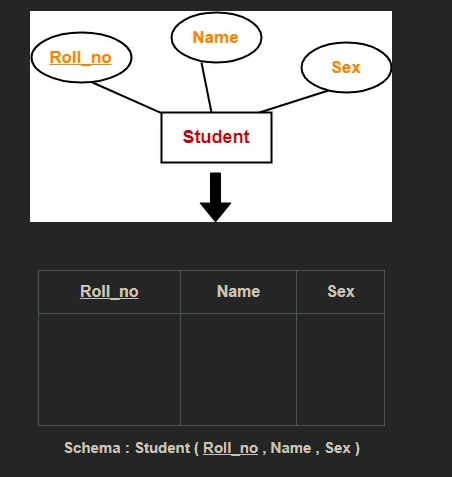 Name
Roll_no
Sex
Student
Roll_no Name Sex
Schema : Student ( Roll_no , Name , Sex )